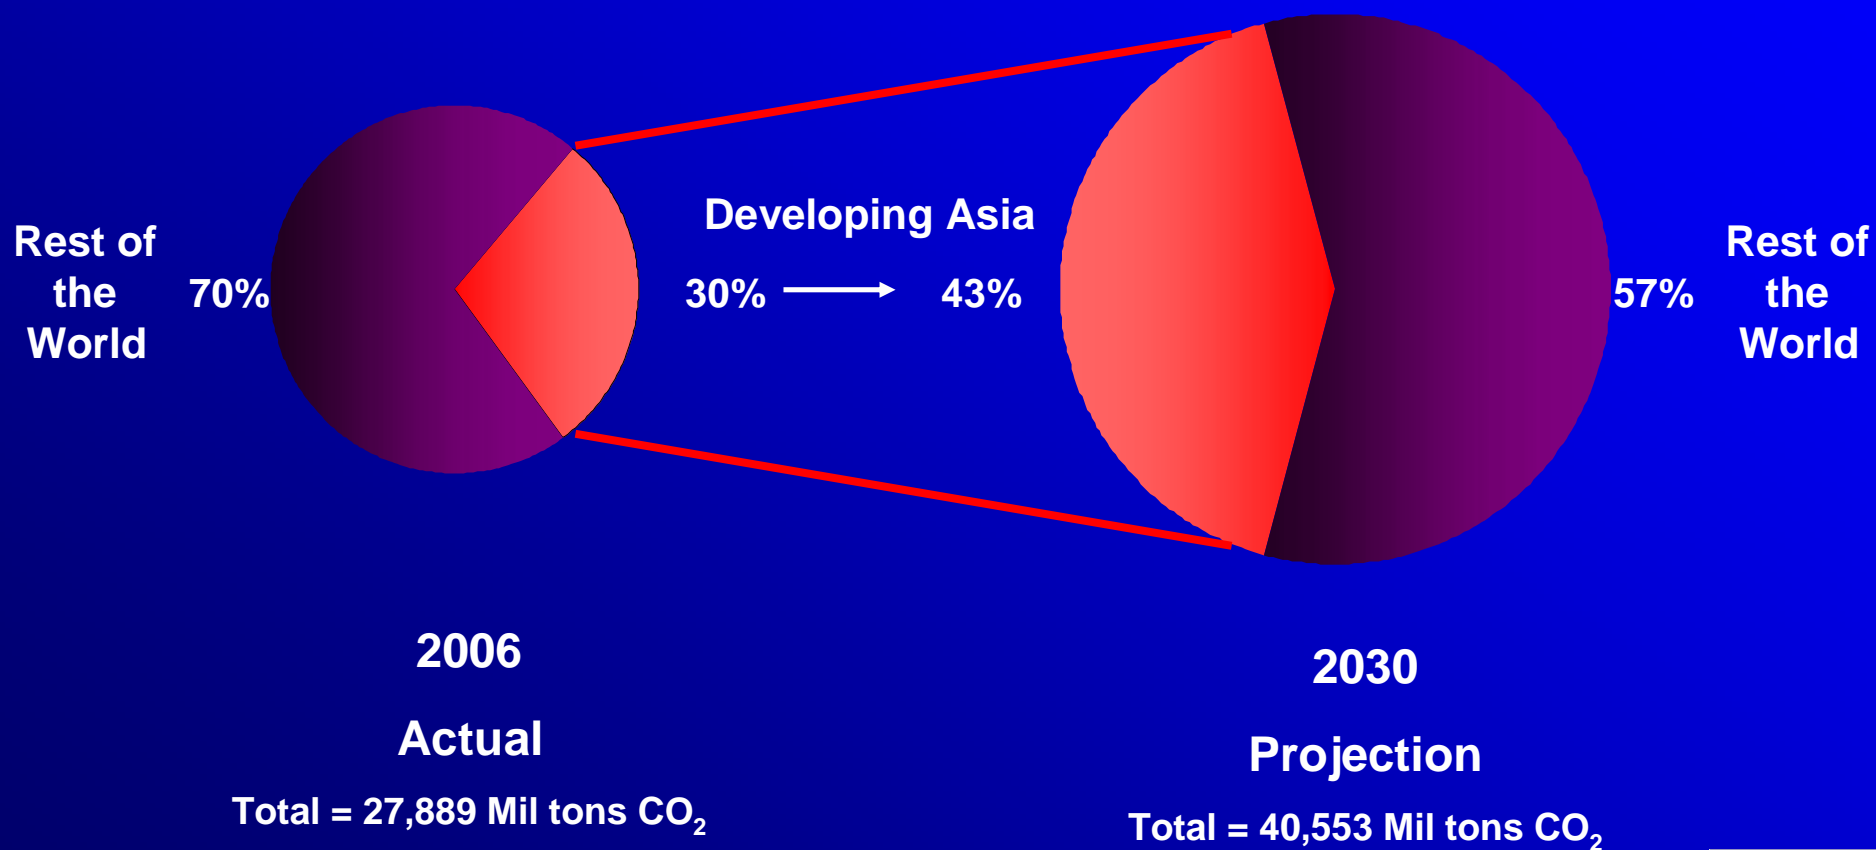 Rest of
the
World
70%
Developing Asia
30%
43%
57%
Rest of
the
World
2006
Actual
Total = 27,889 Mil tons CO₂
2030
Projection
Total = 40,553 Mil tons CO₂